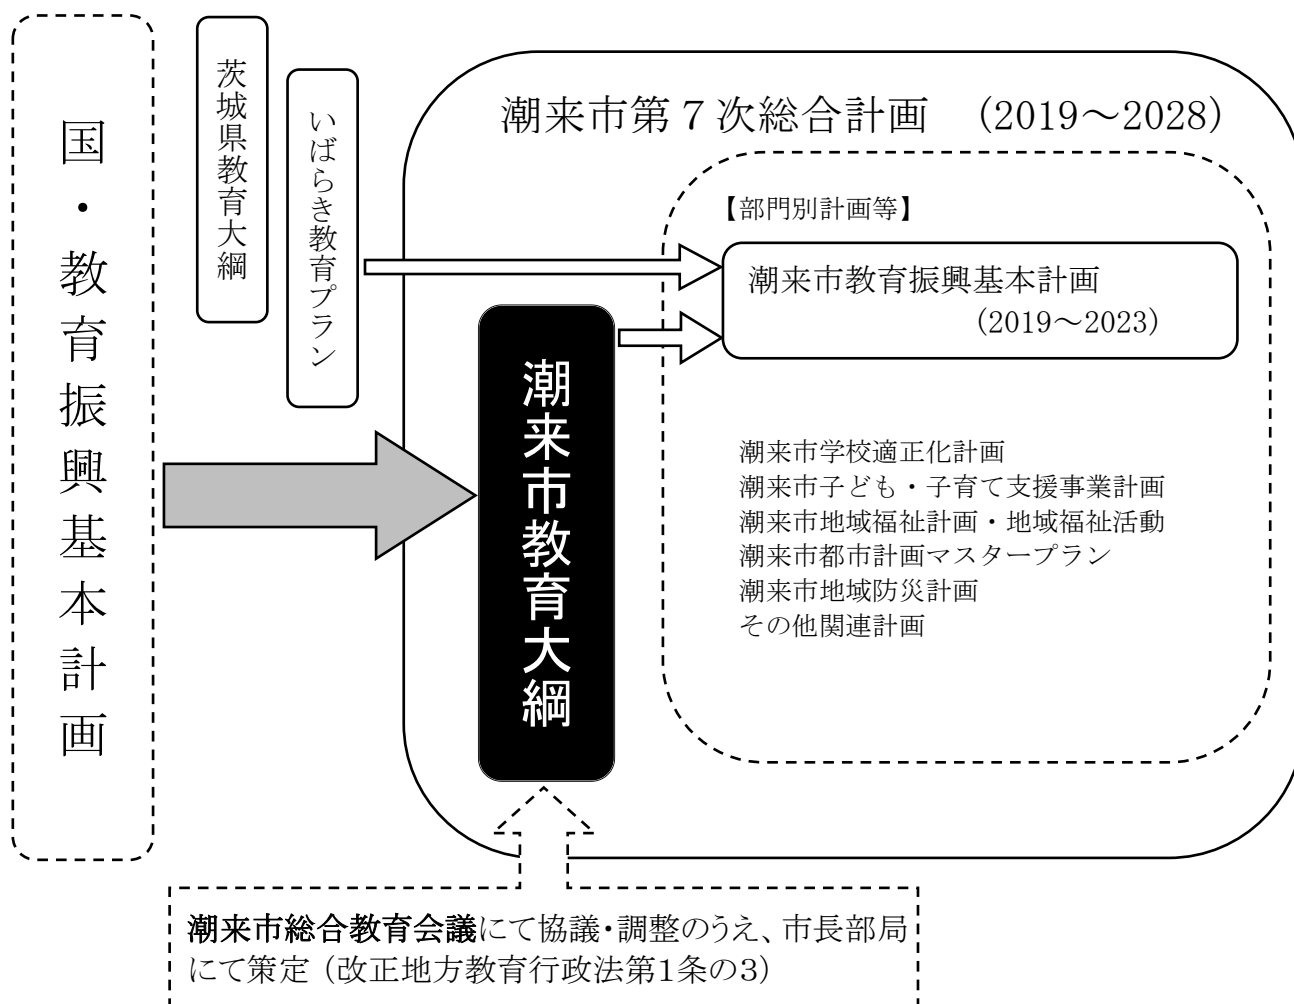 国・教育振興基本計画
茨城県教育大綱
いばらき教育プラン
潮来市第７次総合計画　(2019～2028)
【部門別計画等】
潮来市教育振興基本計画
(2019～2023)
潮来市教育大綱
潮来市学校適正化計画
潮来市子ども・子育て支援事業計画
潮来市地域福祉計画・地域福祉活動
潮来市都市計画マスタープラン
潮来市地域防災計画
その他関連計画
潮来市総合教育会議にて協議・調整のうえ、市長部局
にて策定（改正地方教育行政法第１条の３）